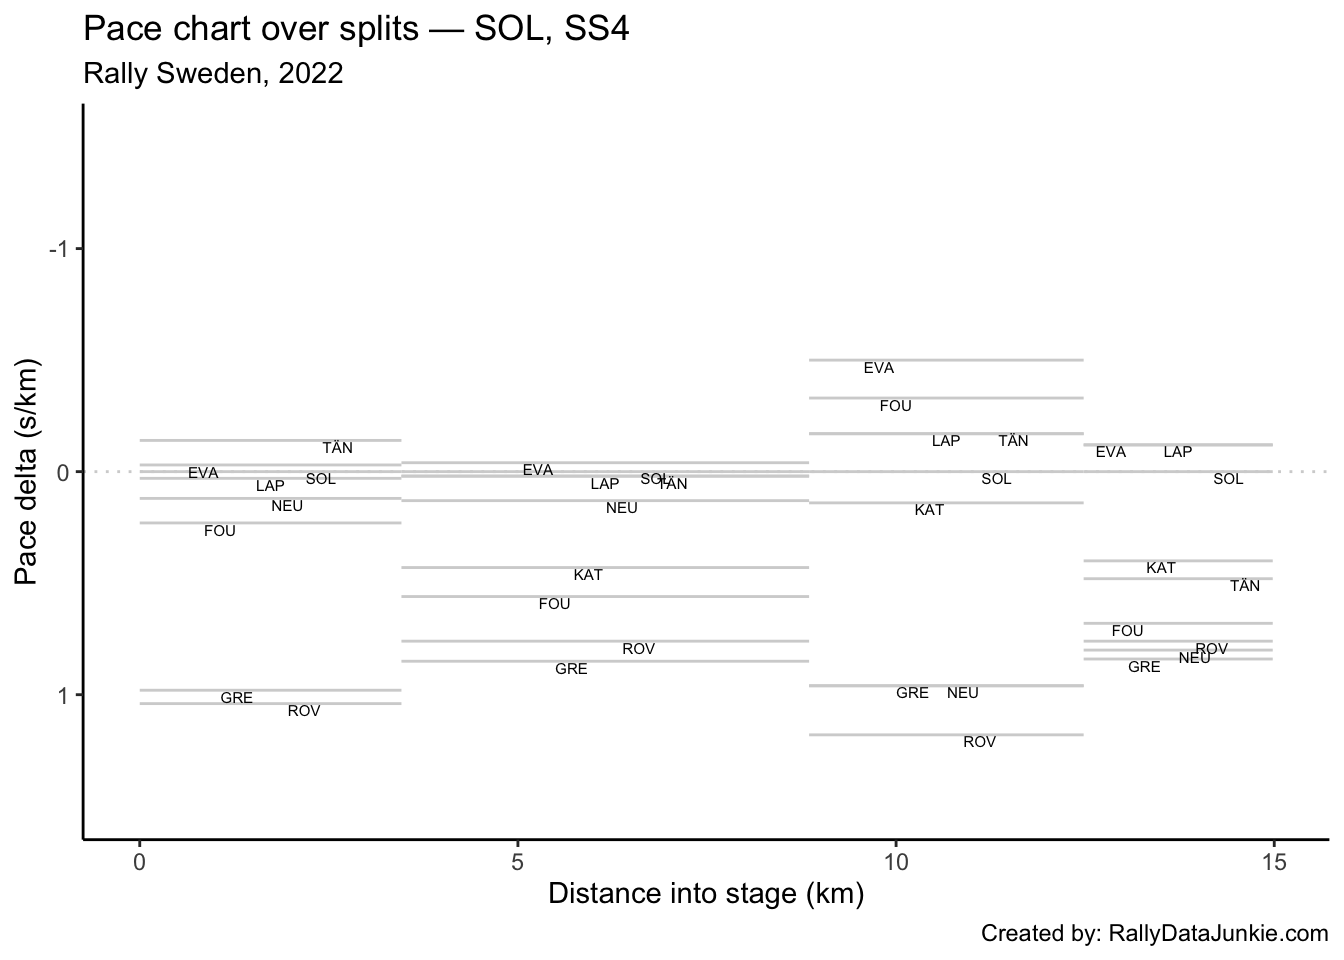 Pace chart over splits — SOL, SS4
Rally Sweden, 2022
Pace delta (s/km)
-1
0
1
EVA
FOU
LAP TÄN
TÄN
EVA LAP
EVA
EVA
SOL
LAP
SOL
LAP
TÄN
SOL
SOL
NEU
NEU
KAT
FOU
KAT
KAT
TÄN
FOU
FOU
ROV
ROV
NEU
GRE
GRE
GRE
ROV
GRE NEU
ROV
0
5
10
15
Distance into stage (km)
Created by: RallyDataJunkie.com